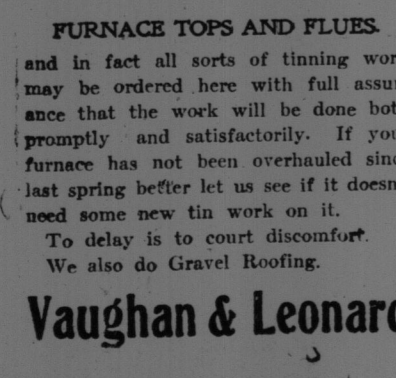 FURNACE TOPS AND FLUES.
and in fact all sorts of tinning wor
may be ordered here with full assu
ance that the work will be done bot
promptly and satisfactorily. If you
furnace has not been overhauled sinc
last spring better let us see if it doesn
need some new tin work on it.
To delay is to court discomfort.
We also do Gravel Roofing.
Vaughan & Leonard